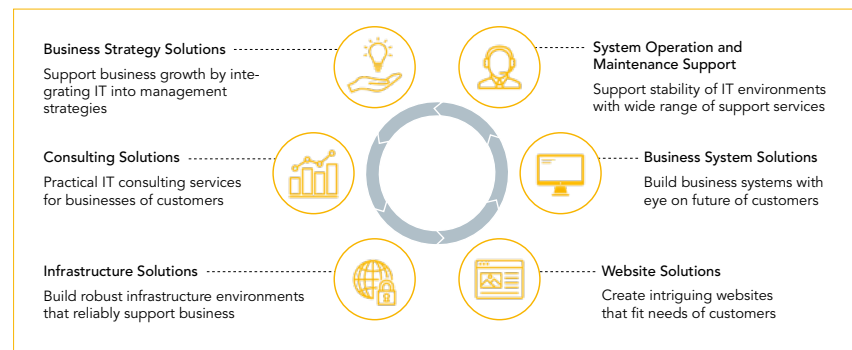 Business Strategy Solutions
Support business growth by inte-
grating IT into management
strategies
System Operation and
Maintenance Support
Support stability of IT environments
with wide range of support services
Consulting Solutions
Practical IT consulting services
for businesses of customers
Business System Solutions
Build business systems with
eye on future of customers
Infrastructure Solutions
Build robust infrastructure environments
that reliably support business
Website Solutions
Create intriguing websites
that fit needs of customers